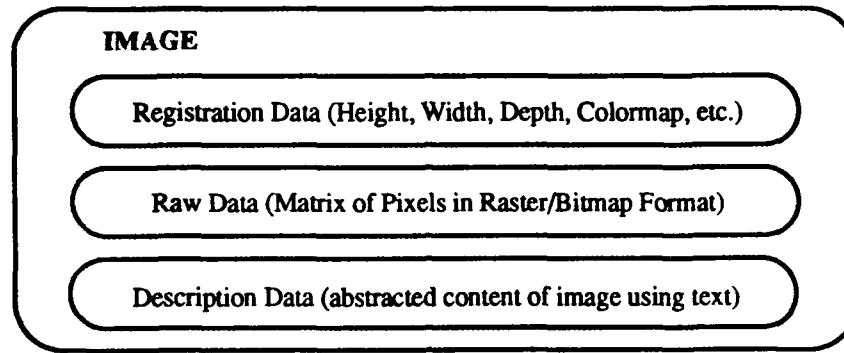 IMAGE
Registration Data (Height, Width, Depth, Colormap, etc.)
Raw Data (Matrix of Pixels in Raster/Bitmap Format)
Description Data (abstracted content of image using text)